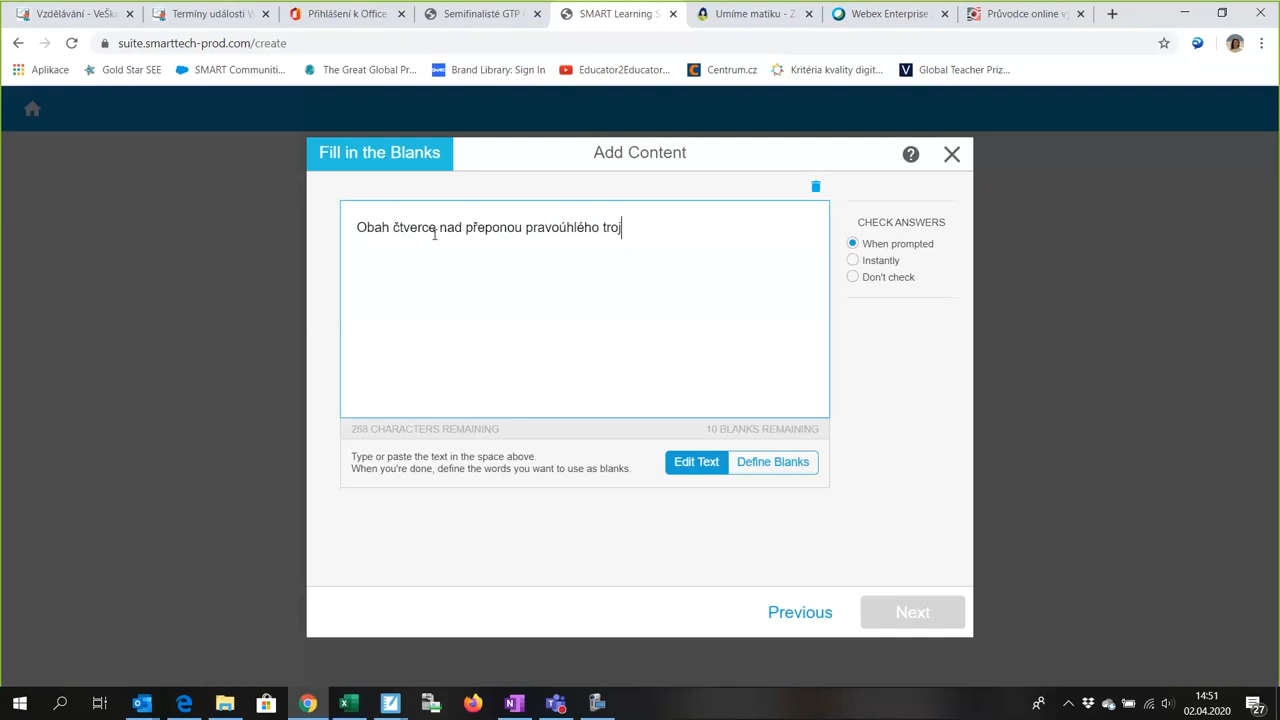 Vzdělávání - VeŠk
Termíny události W
Přihlášení k Office
Semifinalisté GTP C
SMART Learning S
Umíme matiku - Z
Webex Enterprise
Průvodce online vý
suite.smarttech-prod.com/create
Aplikace
Gold Star SEE
SMART Communiti...
The Great Global Pr...
Brand Library: Sign In
Educator2Educator...
Centrum.cz
Kritéria kvality digit...
Global Teacher Priz...
Fill in the Blanks
Add Content
Obah čtverce nad přeponou pravoúhlého troj
CHECK ANSWERS
When prompted
Instantly
Don't check
268 CHARACTERS REMAINING
10 BLANKS REMAINING
Type or paste the text in the space above.
When you're done, define the words you want to use as blanks.
Edit Text
Define Blanks
Previous
Next
14:51
02.04.2020
27